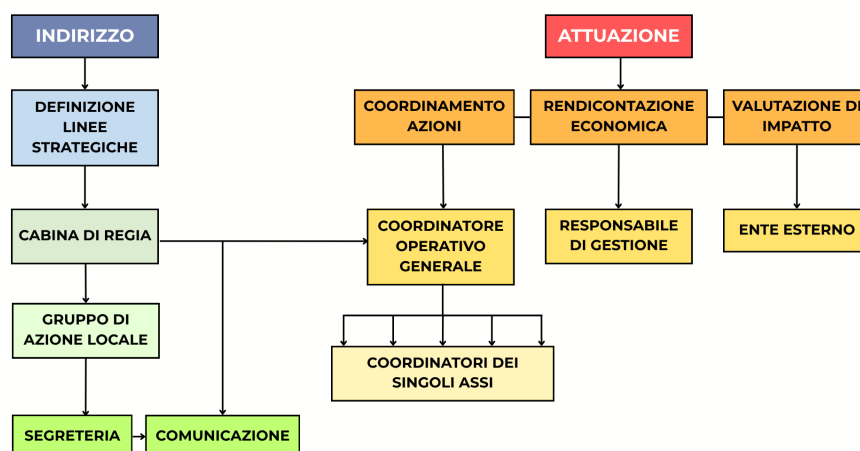 INDIRIZZO
ATTUAZIONE
DEFINIZIONE
LINEE
STRATEGICHE
COORDINAMENTO
AZIONI
RENDICONTAZIONE
ECONOMICA
VALUTAZIONE DI
IMPATTO
CABINA DI REGIA
COORDINATORE
OPERATIVO
GENERALE
RESPONSABILE
DI GESTIONE
ENTE ESTERNO
GRUPPO DI
AZIONE LOCALE
COORDINATORI DEI
SINGOLI ASSI
SEGRETERIA
COMUNICAZIONE